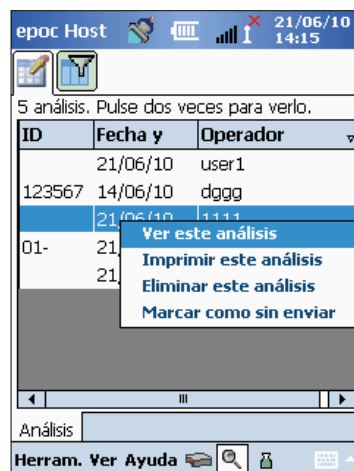 epoc Host 21/06/10
14:15
5 análisis. Pulse dos veces para verlo.
ID Fecha y Operador
21/06/10 user1
123567 14/06/10 dggg
21/06/10 1111
Ver este análisis
01- 21
Imprimir este análisis
21
Eliminar este análisis
Marcar como sin enviar
Análisis
Herram. Ver Ayuda